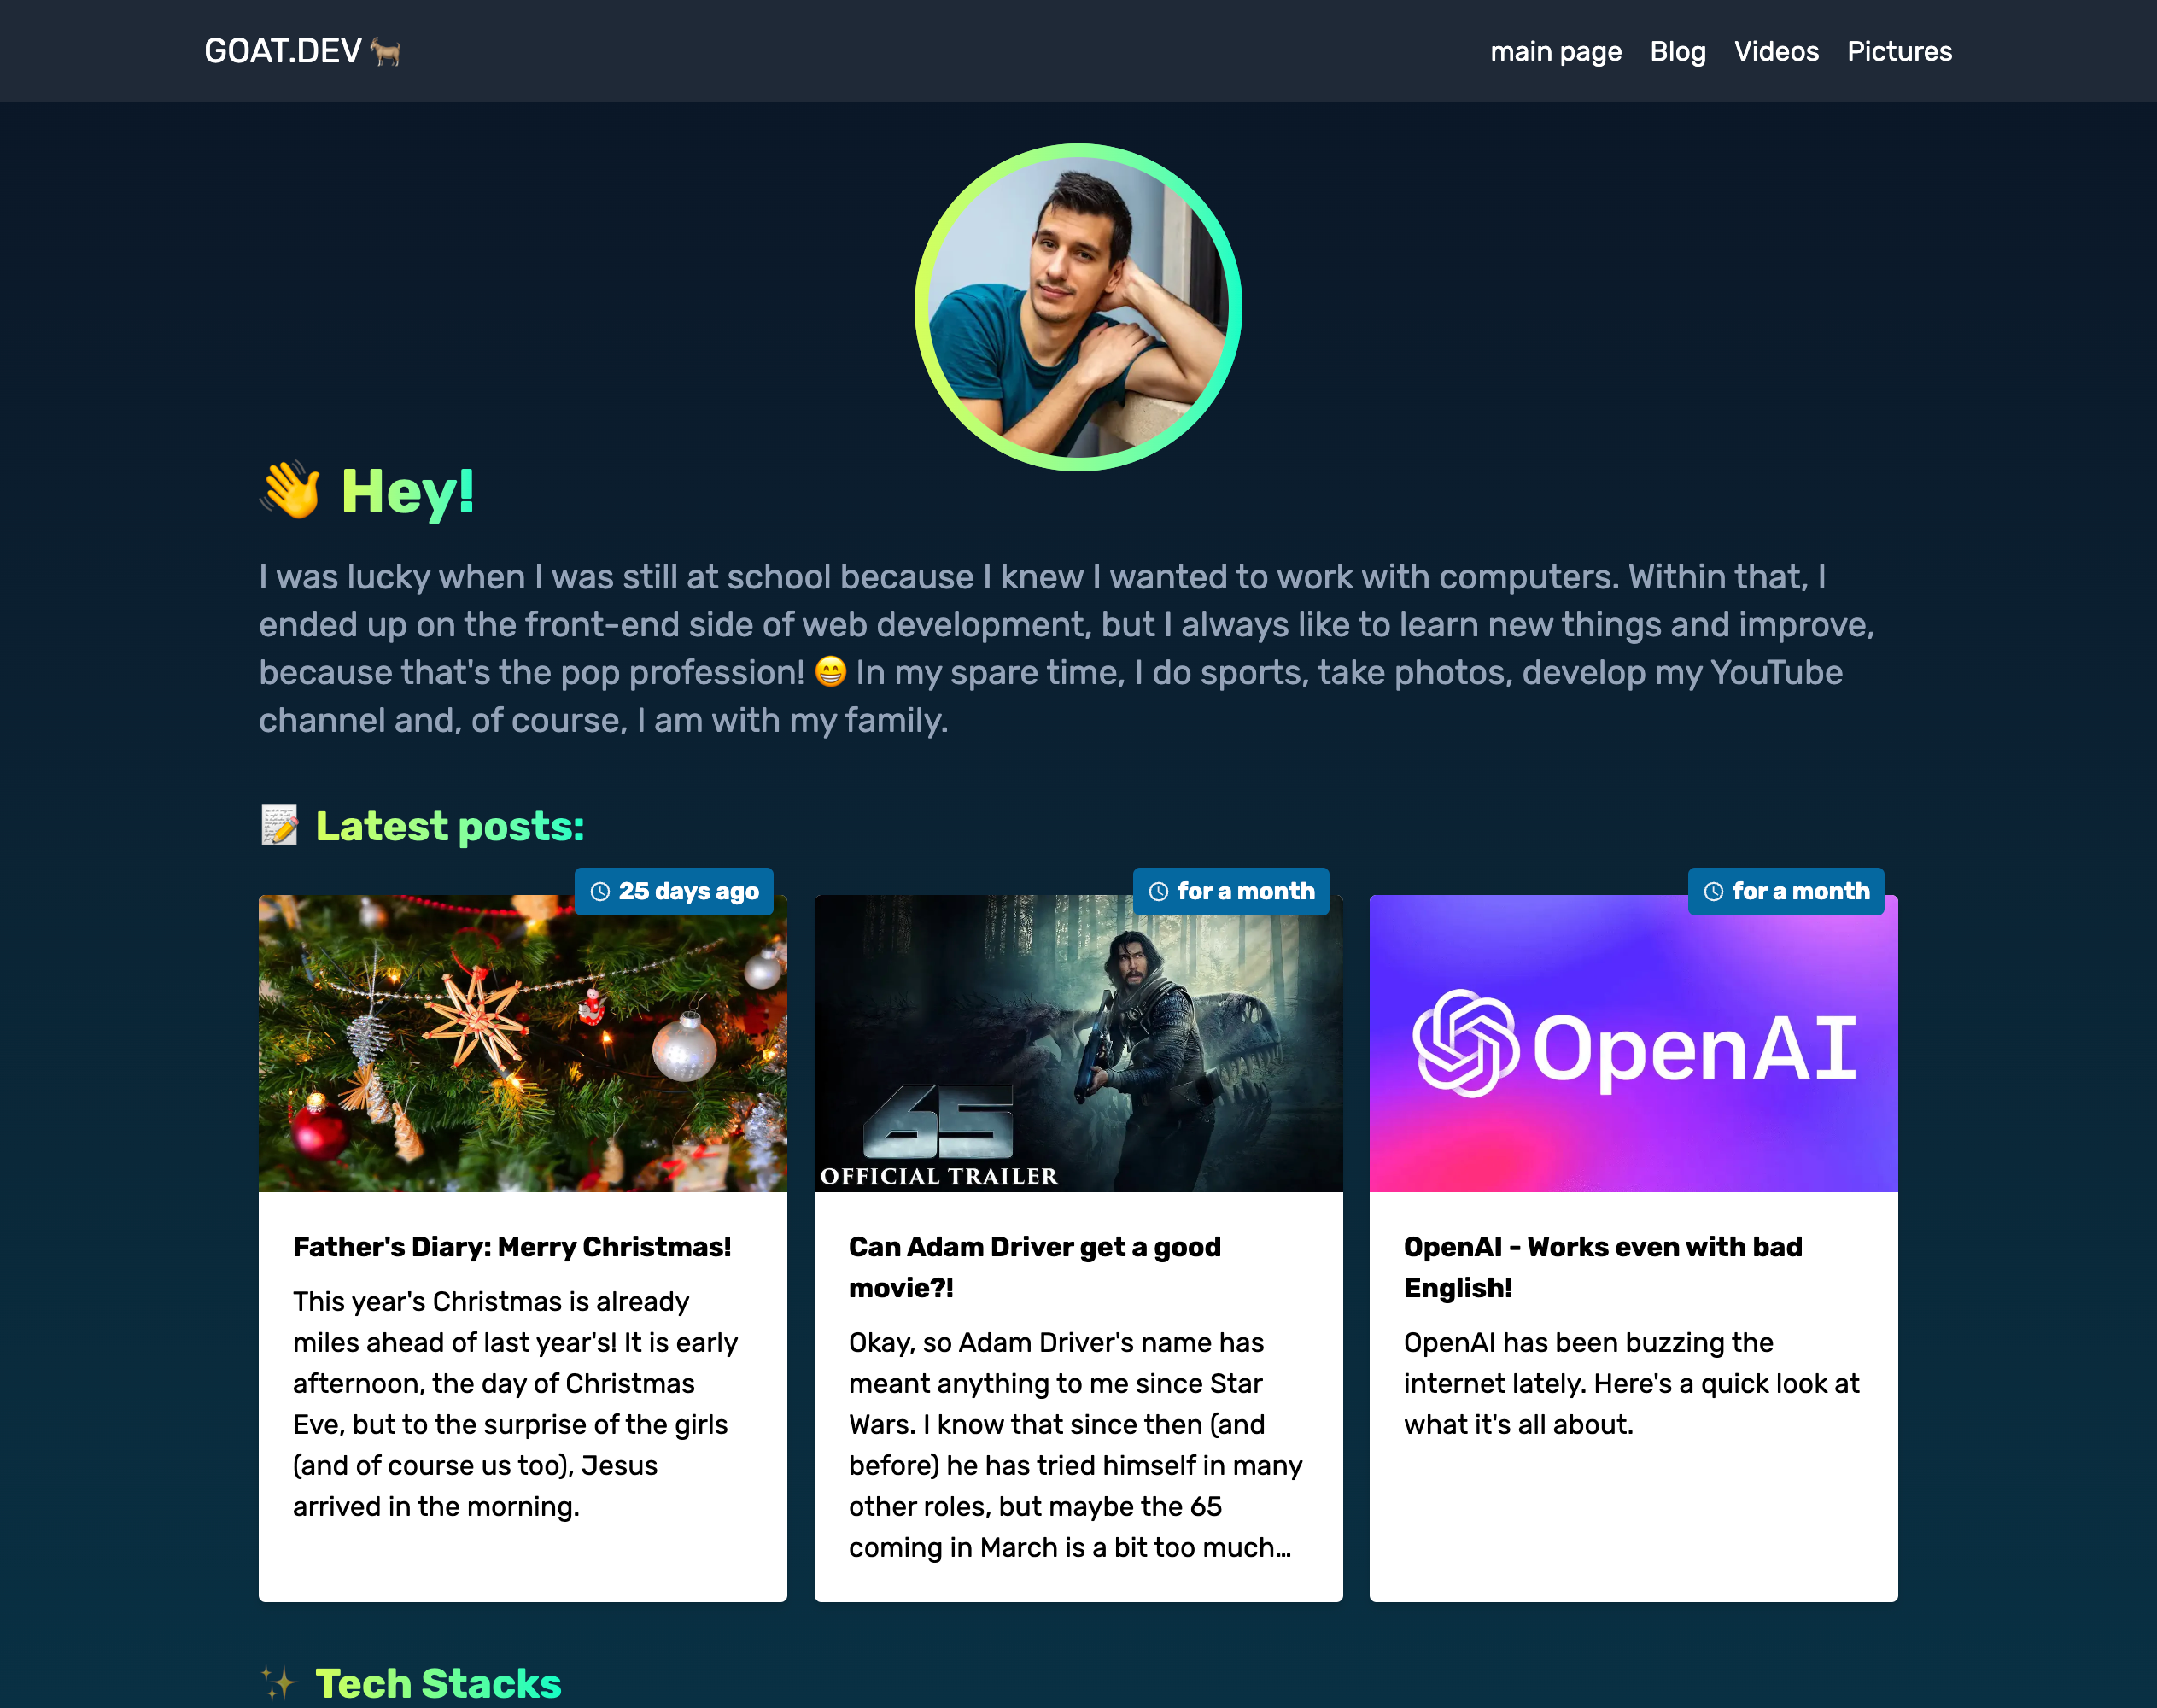 GOAT.DEV
main page Blog Videos Pictures
Hey!
I was lucky when I was still at school because I knew I wanted to work with computers. Within that, I
ended up on the front-end side of web development, but I always like to learn new things and improve,
because that's the pop profession! 😁 In my spare time, I do sports, take photos, develop my YouTube
channel and, of course, I am with my family.
Latest posts:
25 days ago
Father's Diary: Merry Christmas!
This year's Christmas is already
miles ahead of last year's! It is early
afternoon, the day of Christmas
Eve, but to the surprise of the girls
(and of course us too), Jesus
arrived in the morning.
for a month
65
OFFICIAL TRAILER
Can Adam Driver get a good
movie?!
Okay, so Adam Driver's name has
meant anything to me since Star
Wars. I know that since then (and
before) he has tried himself in many
other roles, but maybe the 65
coming in March is a bit too much...
for a month
OpenAI
OpenAI - Works even with bad
English!
OpenAI has been buzzing the
internet lately. Here's a quick look at
what it's all about.
Tech Stacks